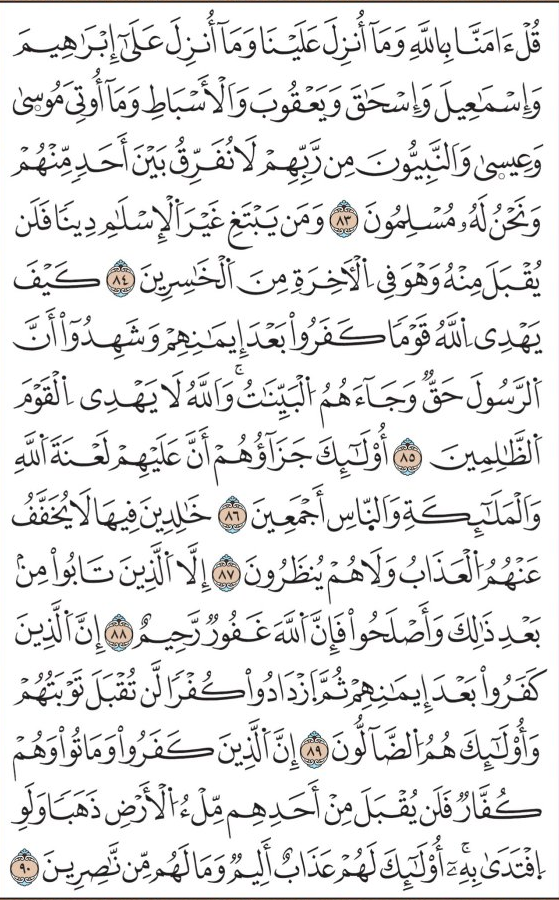 قُلْ ءَامَنَّا بِاللَّهِ وَمَآ أُنزِلَ عَلَيْنَا وَمَآ أُنزِلَ عَلَىٰٓ إِبْرَٰهِيمَ
وَإِسْمَٰعِيلَ وَإِسْحَٰقَ وَيَعْقُوبَ وَالْأَسْبَاطِ وَمَآ أُوتِيَ مُوسىٰ
وَعِيسىٰ وَالنَّبِيُّونَ مِن رَّبِّهِمْ لَا نُفَرِّقُ بَيْنَ أَحَدٍ مِّنْهُمْ
وَنَحْنُ لَهُۥ مُسْلِمُونَ ٨٣ وَمَن يَبْتَغِ غَيْرَ الْإِسْلَٰمِ دِينًا فَلَن
يُقْبَلَ مِنْهُ وَهْوَ فِي الْأَخِرَةِ مِنَ الْخَٰسِرِينَ ٨٤ كَيْفَ
يَهْدِي اللَّهُ قَوْمًا كَفَرُواْ بَعْدَ إِيمَٰنِهِمْ وَشَهِدُوٓاْ أَنَّ
الرَّسُولَ حَقٌّ وَجَآءَهُمُ الْبَيِّنَٰتُ ۚ وَاللَّهُ لَا يَهْدِي الْقَوْمَ
الظَّٰلِمِينَ ٨٥ أُوْلَٰٓئِكَ جَزَآؤُهُمْ أَنَّ عَلَيْهِمْ لَعْنَةَ اللَّهِ
وَالْمَلَٰٓئِكَةِ وَالنَّاسِ أَجْمَعِينَ ٨٦ خَٰلِدِينَ فِيهَا لَا يُخَفَّفُ
عَنْهُمُ الْعَذَابُ وَلَا هُمْ يُنظَرُونَ ٨٧ إِلَّا الَّذِينَ تَابُواْ مِنۢ
بَعْدِ ذَٰلِكَ وَأَصْلَحُواْ فَإِنَّ اللَّهَ غَفُورٌ رَّحِيمٌ ٨٨ إِنَّ الَّذِينَ
كَفَرُواْ بَعْدَ إِيمَٰنِهِمْ ثُمَّ ازْدَادُواْ كُفْرًا لَّن تُقْبَلَ تَوْبَتُهُمْ
وَأُوْلَٰٓئِكَ هُمُ الضَّآلُّونَ ٨٩ إِنَّ الَّذِينَ كَفَرُواْ وَمَاتُواْ وَهُمْ
كُفَّارٌ فَلَن يُقْبَلَ مِنْ أَحَدِهِم مِّلْءُ الْأَرْضِ ذَهَبًا وَلَوِ
افْتَدَىٰ بِهِۦٓ ۚ أُوْلَٰٓئِكَ لَهُمْ عَذَابٌ أَلِيمٌ وَمَا لَهُم مِّن نَّٰصِرِينَ ٩٠